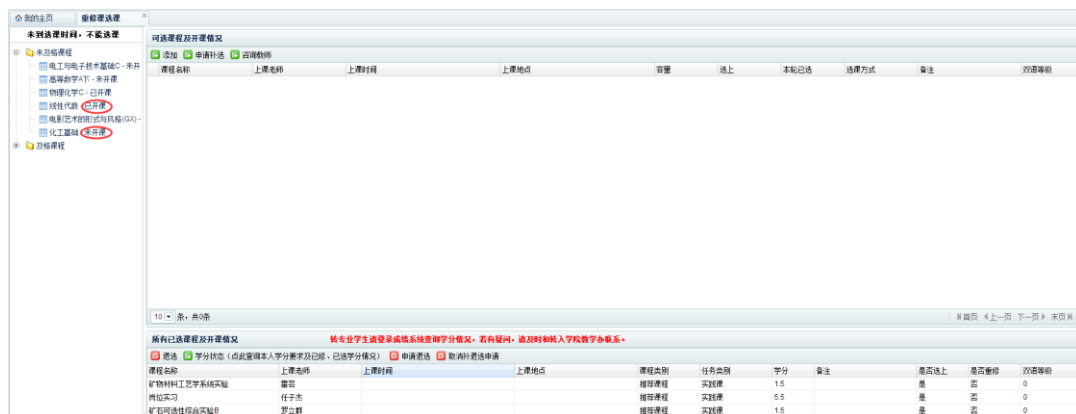 我的主页 重修课选课
未到选课时间，不能选课
未及格课程
电工与电子技术基础C - 未开
高等数学A下 - 未开课
物理化学C - 已开课
线性代数 - 已开课
电影艺术的形式与风格(GX) -
化工基础 - 未开课
及格课程
可选课程及开课情况
添加 申请补选 咨询教师
课程名称 上课老师 上课时间 上课地点 容量 选上 本轮已选 选课方式 备注 双语等级
10 条，共0条 首页 上一页 下一页 末页
所有已选课程及开课情况 转专业学生请登录成绩系统查询学分情况，若有疑问，请及时和转入学院教学办联系。
退选 学分状态（点此查询本人学分要求及已修、已选学分情况） 申请退选 取消补退选申请
课程名称 上课老师 上课时间 上课地点 课程类别 任务类别 学分 备注 是否选上 是否重修 双语等级
矿物材料工艺学系统实验 雷芸 推荐课程 实践课 1.5 是 否 0
岗位实习 任子杰 推荐课程 实践课 5.5 是 否 0
矿石可选性综合实验B 罗立群 推荐课程 实践课 1.5 是 否 0